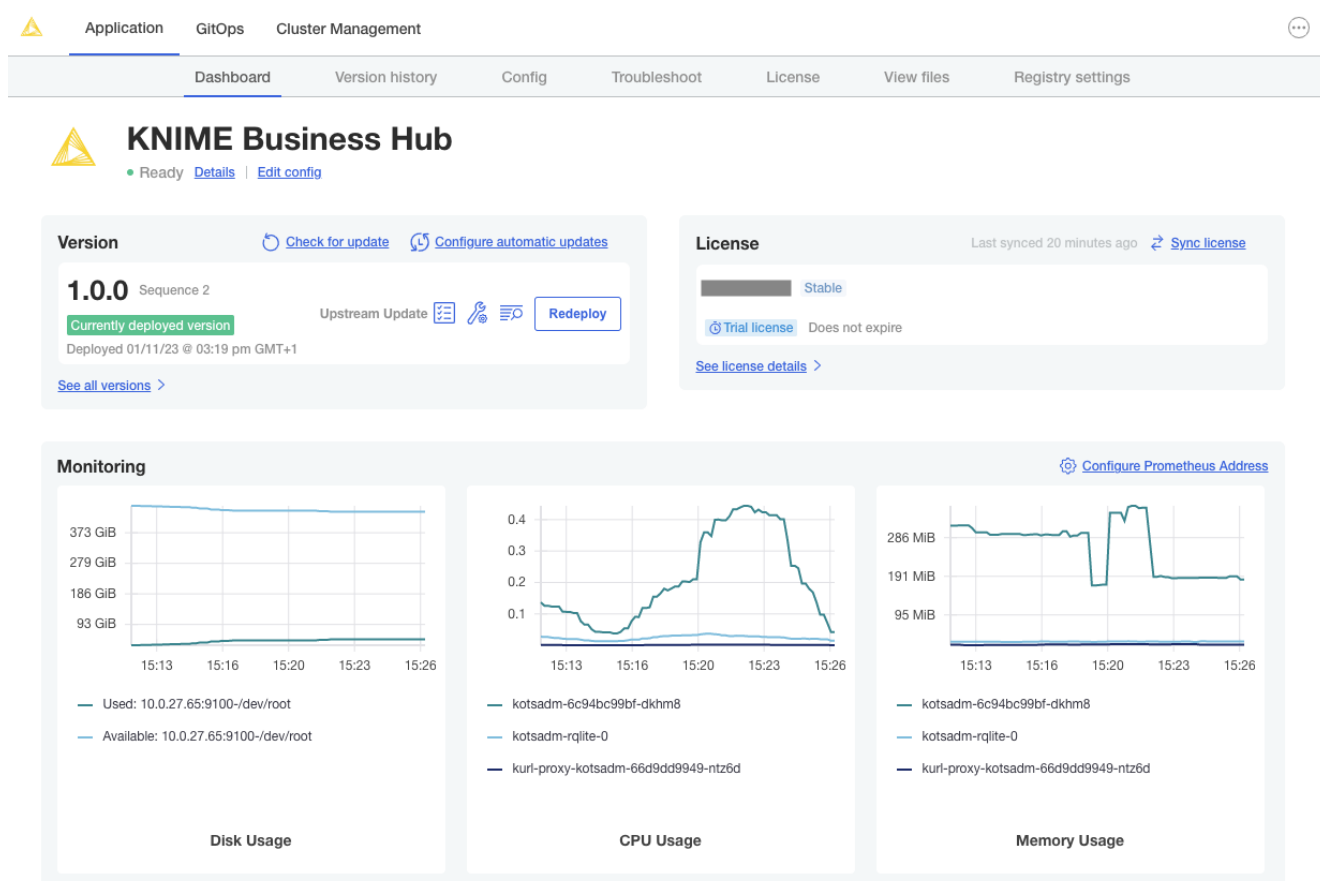 Application GitOps Cluster Management
Dashboard Version history Config Troubleshoot License View files Registry settings
KNIME Business Hub
Ready Details | Edit config
Version Check for update Configure automatic updates
1.0.0 Sequence 2
Upstream Update Redeploy
Currently deployed version
Deployed 01/11/23 @ 03:19 pm GMT+1
See all versions
License Last synced 20 minutes ago Sync license
Stable
Trial license Does not expire
See license details
Monitoring Configure Prometheus Address
373 GiB
279 GiB
186 GiB
93 GiB
15:13 15:16 15:20 15:23 15:26
Used: 10.0.27.65:9100-/dev/root
Available: 10.0.27.65:9100-/dev/root
Disk Usage
0.4
0.3
0.2
0.1
15:13 15:16 15:20 15:23 15:26
kotsadm-6c94bc99bf-dkhm8
kotsadm-rqlite-0
kurl-proxy-kotsadm-66d9dd9949-ntz6d
CPU Usage
286 MiB
191 MiB
95 MiB
15:13 15:16 15:20 15:23 15:26
kotsadm-6c94bc99bf-dkhm8
kotsadm-rqlite-0
kurl-proxy-kotsadm-66d9dd9949-ntz6d
Memory Usage